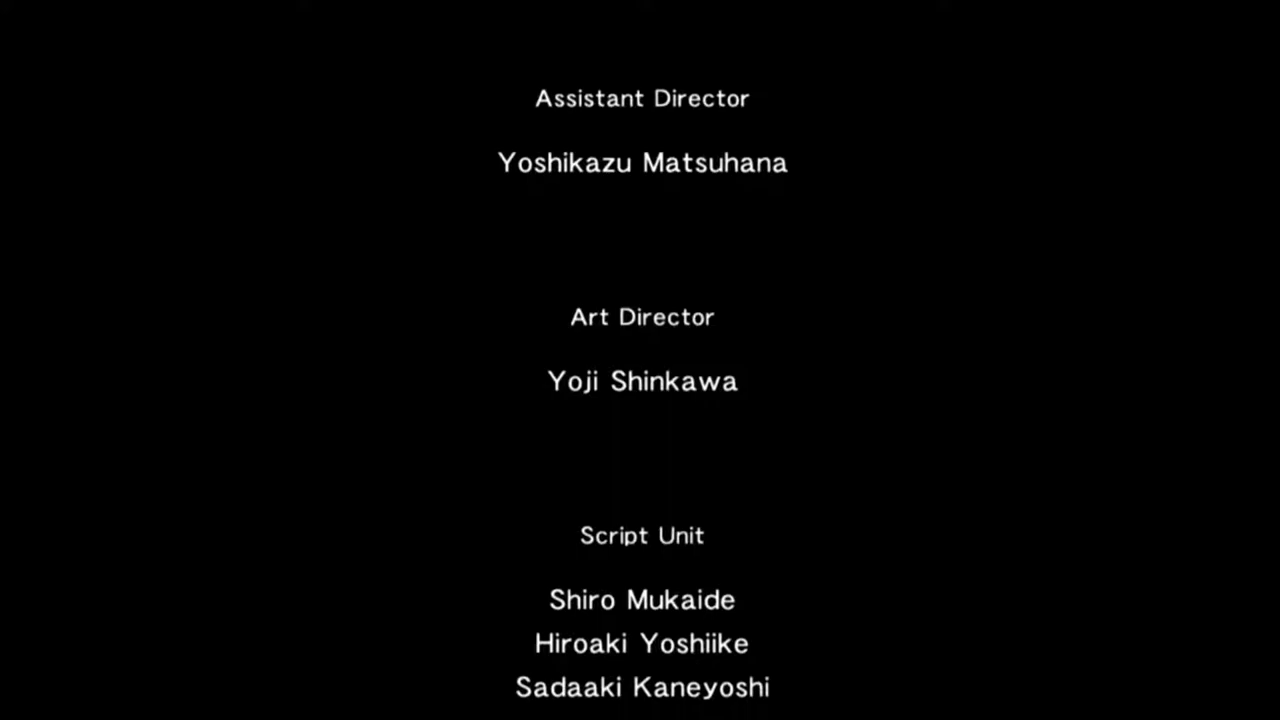 Assistant Director
Yoshikazu Matsuhana
Art Director
Yoji Shinkawa
Script Unit
Shiro Mukaide
Hiroaki Yoshiike
Sadaaki Kaneyoshi